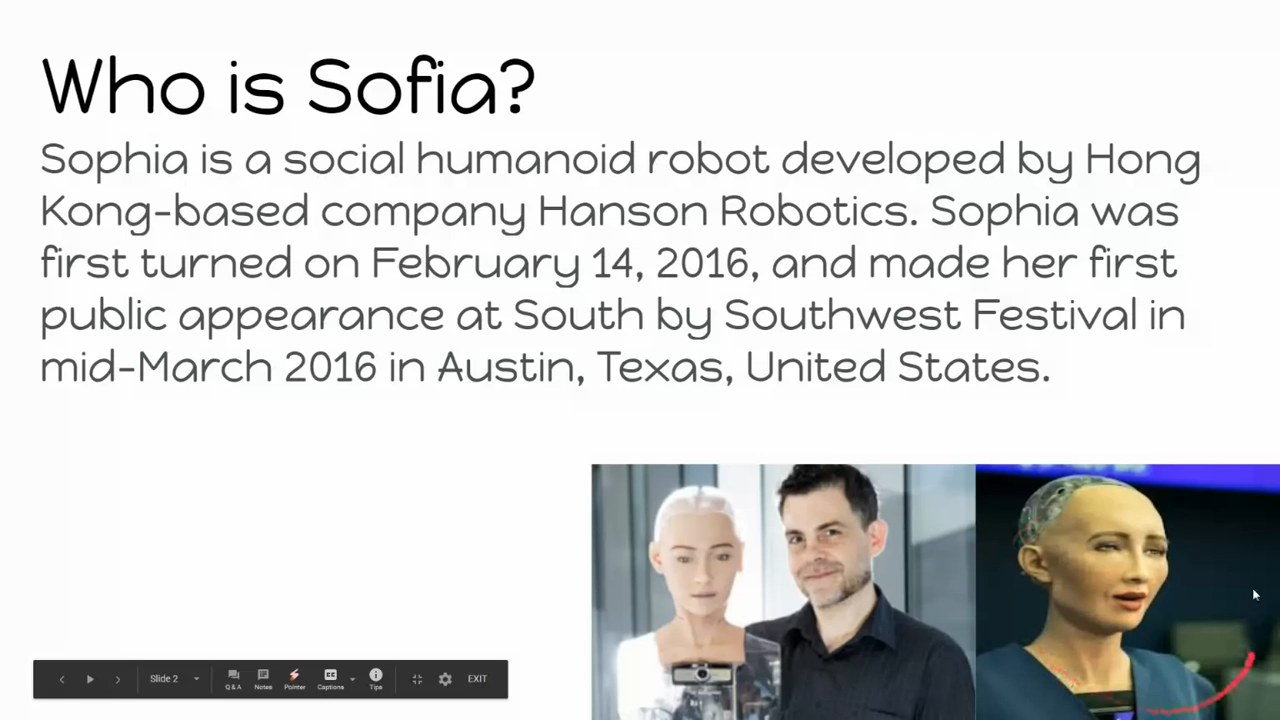 Who is Sofia?
Sophia is a social humanoid robot developed by Hong
Kong-based company Hanson Robotics. Sophia was
first turned on February 14, 2016, and made her first
public appearance at South by Southwest Festival in
mid-March 2016 in Austin, Texas, United States.
Slide 2
Q & A
Notes
Pointer
Captions
Tips
EXIT